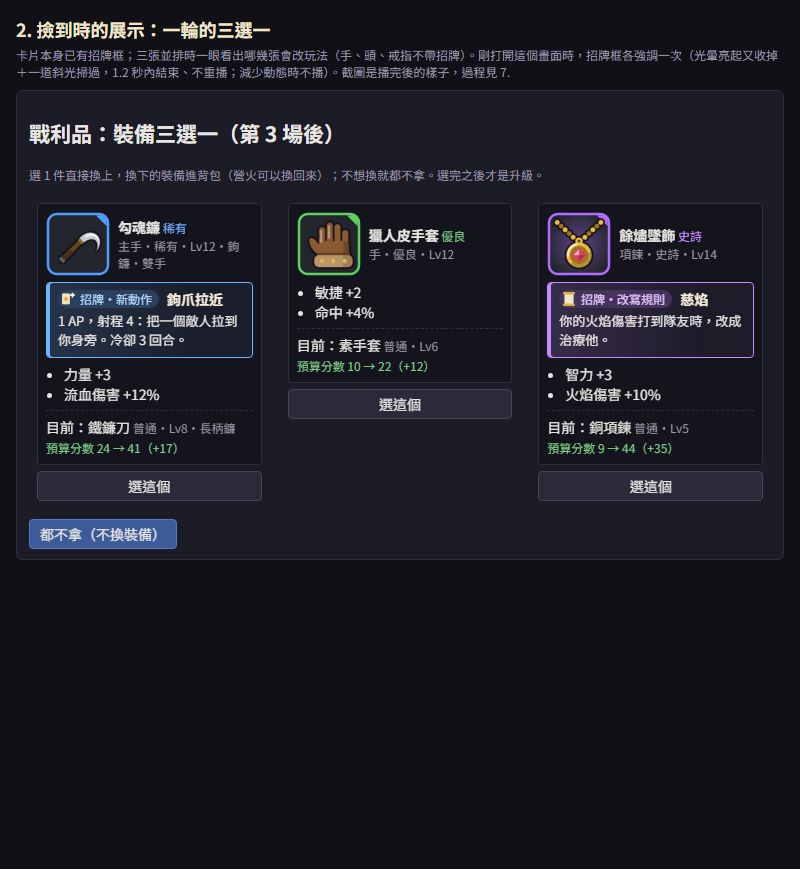 2. 撿到時的展示：一輪的三選一
卡片本身已有招牌框；三張並排時一眼看出哪幾張會改玩法（手、頭、戒指不帶招牌）。剛打開這個畫面時，招牌框各強調一次（光暈亮起又收掉
＋一道斜光掃過，1.2 秒內結束、不重播；減少動態時不播）。截圖是播完後的樣子，過程見 7.
戰利品：裝備三選一（第 3 場後）
選 1 件直接換上，換下的裝備進背包（營火可以換回來）；不想換就都不拿。選完之後才是升級。
勾魂鐮 稀有
主手・稀有・Lv12・鉤
鐮・雙手
招牌・新動作 鉤爪拉近
1 AP，射程 4：把一個敵人拉到
你身旁。冷卻 3 回合。
• 力量 +3
• 流血傷害 +12%
目前：鐵鐮刀 普通・Lv8・長柄鐮
預算分數 24 → 41（+17）
選這個
獵人皮手套 優良
手・優良・Lv12
• 敏捷 +2
• 命中 +4%
目前：素手套 普通・Lv6
預算分數 10 → 22（+12）
選這個
餘燼墜飾 史詩
項鍊・史詩・Lv14
招牌・改寫規則 慈焰
你的火焰傷害打到隊友時，改成
治療他。
• 智力 +3
• 火焰傷害 +10%
目前：銅項鍊 普通・Lv5
預算分數 9 → 44（+35）
選這個
都不拿（不換裝備）